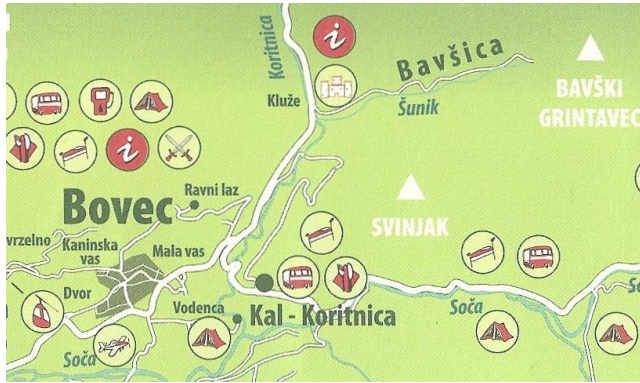 Koritnica
i
Bavšica
Kluže
Šunik
BAVŠKI
GRINTAVEC
i
Bovec
Ravni laz
SVINJAK
Kaninska
vas
Mala vas
Dvor
Vodenca
Kal - Koritnica
Soča
Soča